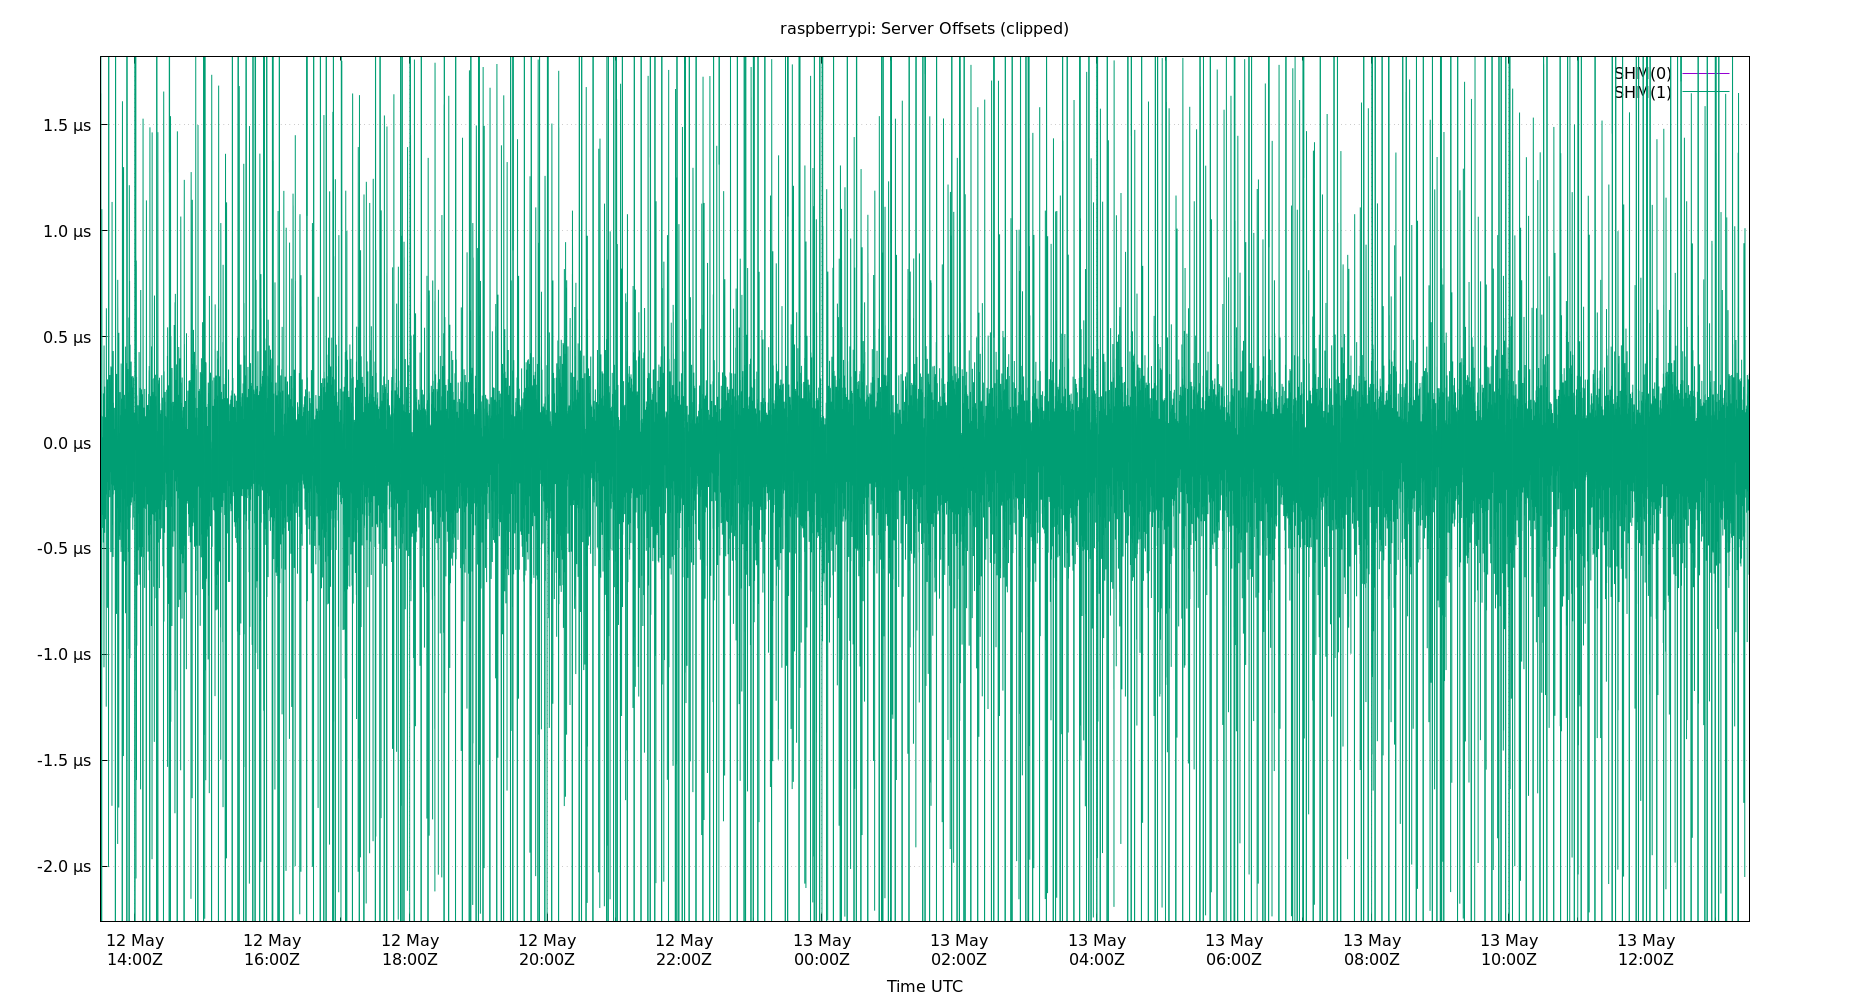 raspberrypi: Server Offsets (clipped)
SHM(0)
SHM(1)
1.5 µs
1.0 µs
0.5 µs
0.0 µs
-0.5 µs
-1.0 µs
-1.5 µs
-2.0 µs
12 May 12 May 12 May 12 May 12 May 13 May 13 May 13 May 13 May 13 May 13 May 13 May
14:00Z 16:00Z 18:00Z 20:00Z 22:00Z 00:00Z 02:00Z 04:00Z 06:00Z 08:00Z 10:00Z 12:00Z
Time UTC